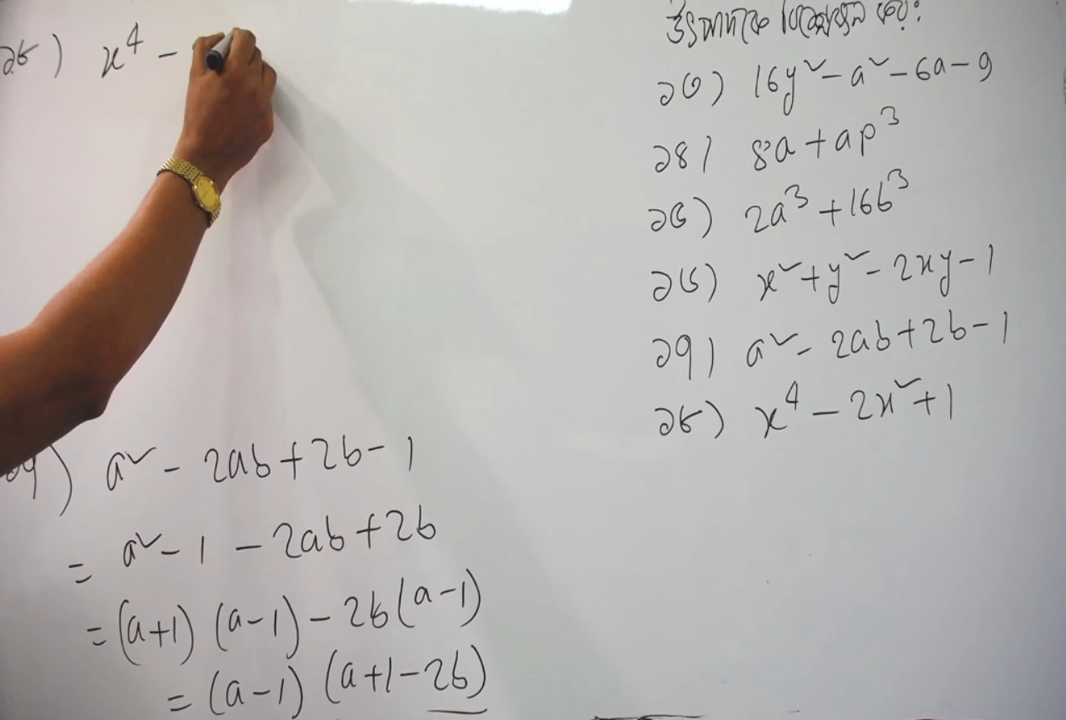 ২৮) x⁴ −
২৭) a² - 2ab + 2b - 1
= a² - 1 - 2ab + 2b
= (a+1) (a-1) - 2b (a-1)
= (a-1) (a+1-2b)
উৎপাদকে বিশ্লেষণ কর:
২৩) 16y² - a² - 6a - 9
২৪) 8a + ap³
২৫) 2a³ + 16b³
২৬) x² + y² - 2xy - 1
২৭) a² - 2ab + 2b - 1
২৮) x⁴ - 2x² + 1